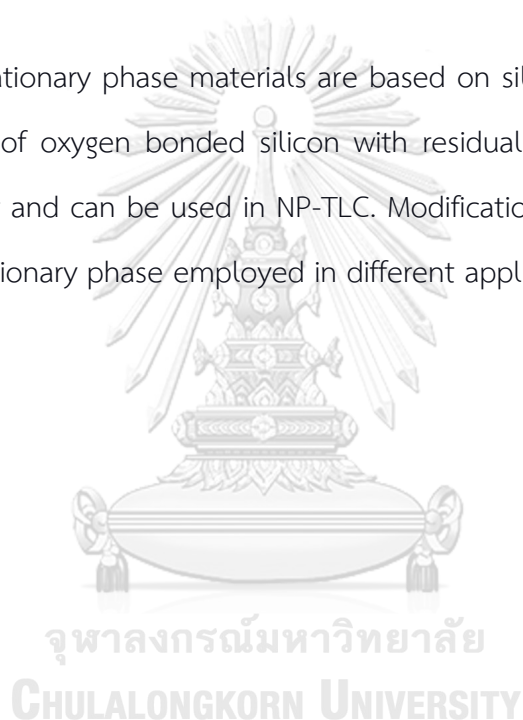 tionary phase materials are based on sil
of oxygen bonded silicon with residual
and can be used in NP-TLC. Modificatio
tionary phase employed in different appl
จุฬาลงกรณ์มหาวิทยาลัย
CHULALONGKORN UNIVERSITY